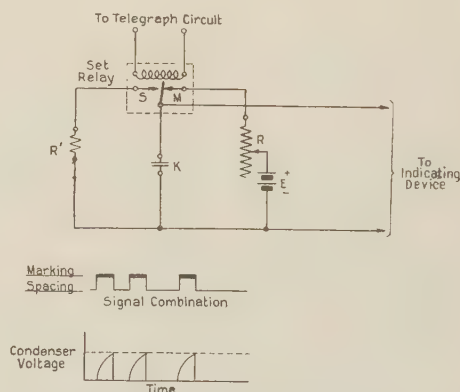 To Telegraph Circuit
Set
Relay
S M
R'
K
R
+
E
−
To
Indicating
Device
Marking
Spacing
Signal Combination
Condenser
Voltage
Time